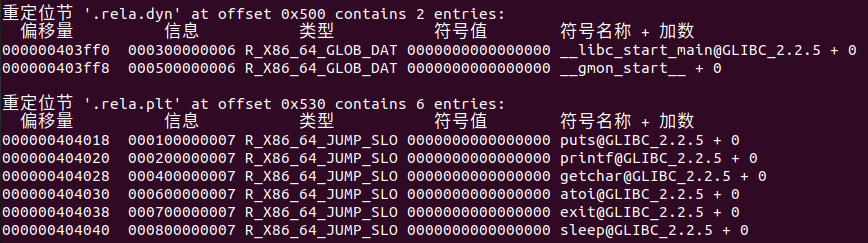 重定位节 '.rela.dyn' at offset 0x500 contains 2 entries:
偏移量 信息 类型 符号值 符号名称 + 加数
000000403ff0 000300000006 R_X86_64_GLOB_DAT 0000000000000000 __libc_start_main@GLIBC_2.2.5 + 0
000000403ff8 000500000006 R_X86_64_GLOB_DAT 0000000000000000 __gmon_start__ + 0
重定位节 '.rela.plt' at offset 0x530 contains 6 entries:
偏移量 信息 类型 符号值 符号名称 + 加数
000000404018 000100000007 R_X86_64_JUMP_SLO 0000000000000000 puts@GLIBC_2.2.5 + 0
000000404020 000200000007 R_X86_64_JUMP_SLO 0000000000000000 printf@GLIBC_2.2.5 + 0
000000404028 000400000007 R_X86_64_JUMP_SLO 0000000000000000 getchar@GLIBC_2.2.5 + 0
000000404030 000600000007 R_X86_64_JUMP_SLO 0000000000000000 atoi@GLIBC_2.2.5 + 0
000000404038 000700000007 R_X86_64_JUMP_SLO 0000000000000000 exit@GLIBC_2.2.5 + 0
000000404040 000800000007 R_X86_64_JUMP_SLO 0000000000000000 sleep@GLIBC_2.2.5 + 0